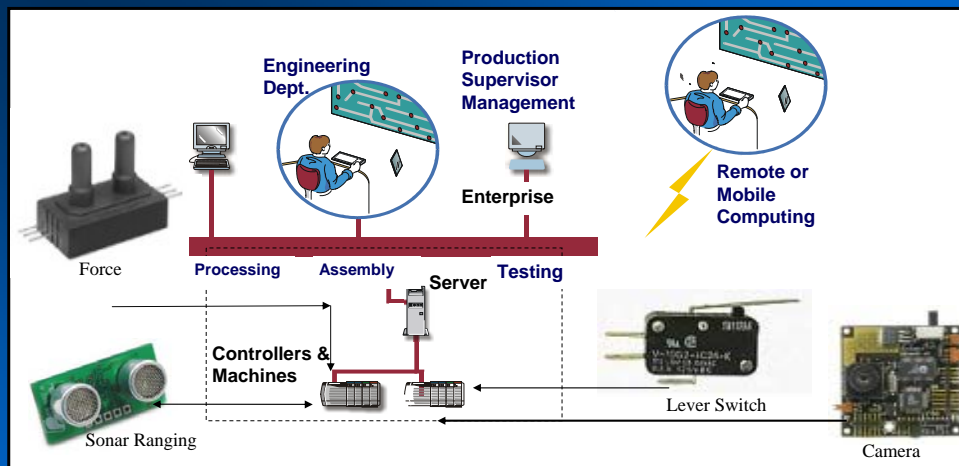 Engineering
Dept.
Production
Supervisor
Management
Enterprise
Remote or
Mobile
Computing
Force
Processing
Assembly
Testing
Server
Controllers &
Machines
Sonar Ranging
Lever Switch
Camera